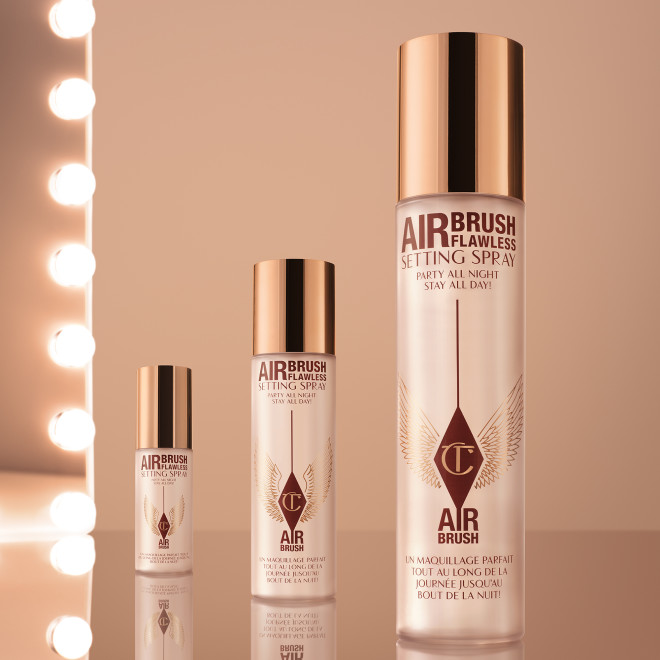 AIRBRUSH
FLAWLESS
SETTING SPRAY
CT
AIR
BRUSH
AIRBRUSH
FLAWLESS
SETTING SPRAY
PARTY ALL NIGHT
STAY ALL DAY!
CT
AIR
BRUSH
UN MAQUILLAGE PARFAIT
TOUT AU LONG DE LA
JOURNÉE JUSQU'AU
BOUT DE LA NUIT!
AIRBRUSH
FLAWLESS
SETTING SPRAY
PARTY ALL NIGHT
STAY ALL DAY!
CT
AIR
BRUSH
UN MAQUILLAGE PARFAIT
TOUT AU LONG DE LA
JOURNÉE JUSQU'AU
BOUT DE LA NUIT!